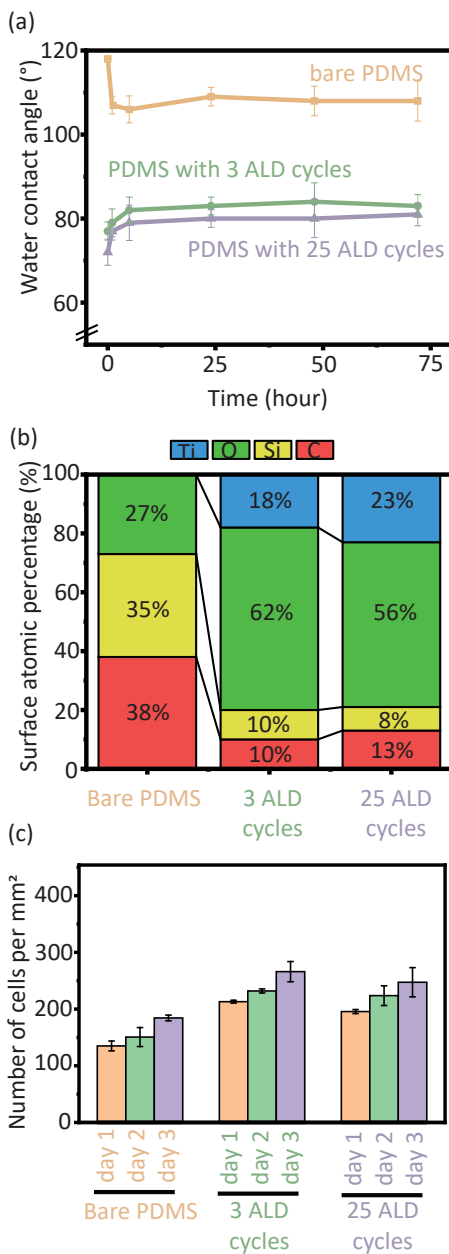 (a)
120
100
80
60
Water contact angle (°)
bare PDMS
PDMS with 3 ALD cycles
PDMS with 25 ALD cycles
0 25 50 75
Time (hour)
(b)
Ti O Si C
100
80
60
40
20
0
Surface atomic percentage (%)
27% 18% 23%
35% 62% 56%
38% 10% 8%
10% 13%
Bare PDMS 3 ALD 25 ALD
cycles cycles
(c)
400
300
200
100
0
Number of cells per mm²
day 1 day 2 day 3 day 1 day 2 day 3 day 1 day 2 day 3
Bare PDMS 3 ALD 25 ALD
cycles cycles